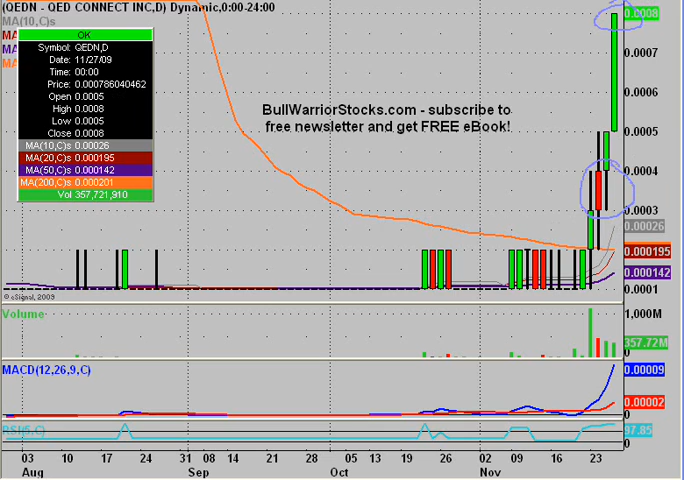 (QEDN - QED CONNECT INC,D) Dynamic,0:00-24:00
MA(10,C)s
OK
Symbol: QEDN,D
Date: 11/27/09
Time: 00:00
Price: 0.000786040462
Open 0.0005
High 0.0008
Low 0.0005
Close 0.0008
MA(10,C)s 0.00026
MA(20,C)s 0.000195
MA(50,C)s 0.000142
MA(200,C)s 0.000201
Vol 357,721,910
BullWarriorStocks.com - subscribe to
free newsletter and get FREE eBook!
0.0008
0.0007
0.0006
0.0005
0.0004
0.0003
0.00026
0.000195
0.000142
0.0001
© eSignal, 2009
Volume
1,000M
357.72M
0
MACD(12,26,9,C)
0.00009
0.00002
0
RSI(5,C)
97.85
0
03 10 17 24 31 08 14 21 28 05 13 19 26 02 09 16 23
Aug Sep Oct Nov